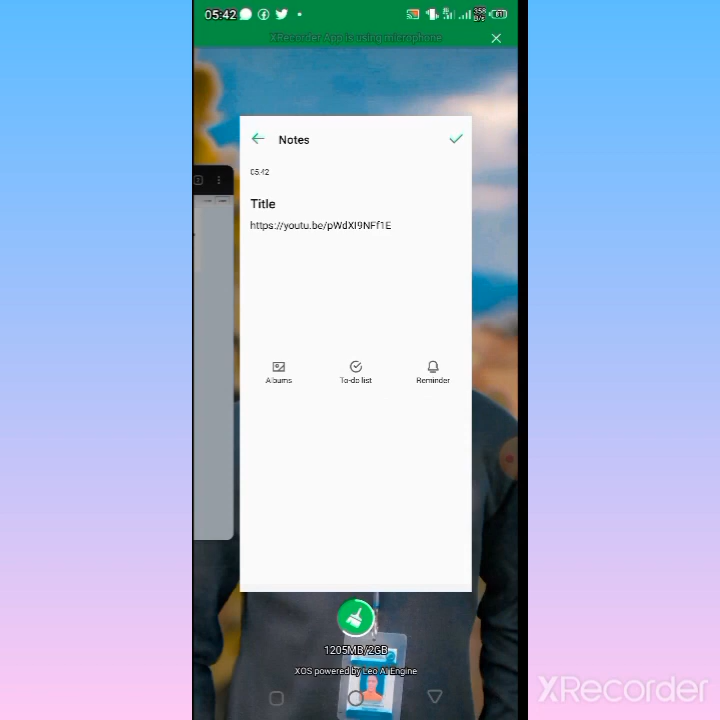 05:42
XRecorder App is using microphone
Notes
05:42
Title
https://youtu.be/pWdXI9NFf1E
Albums
To-do list
Reminder
1205MB/2GB
XOS powered by Leo AI Engine
XRecorder